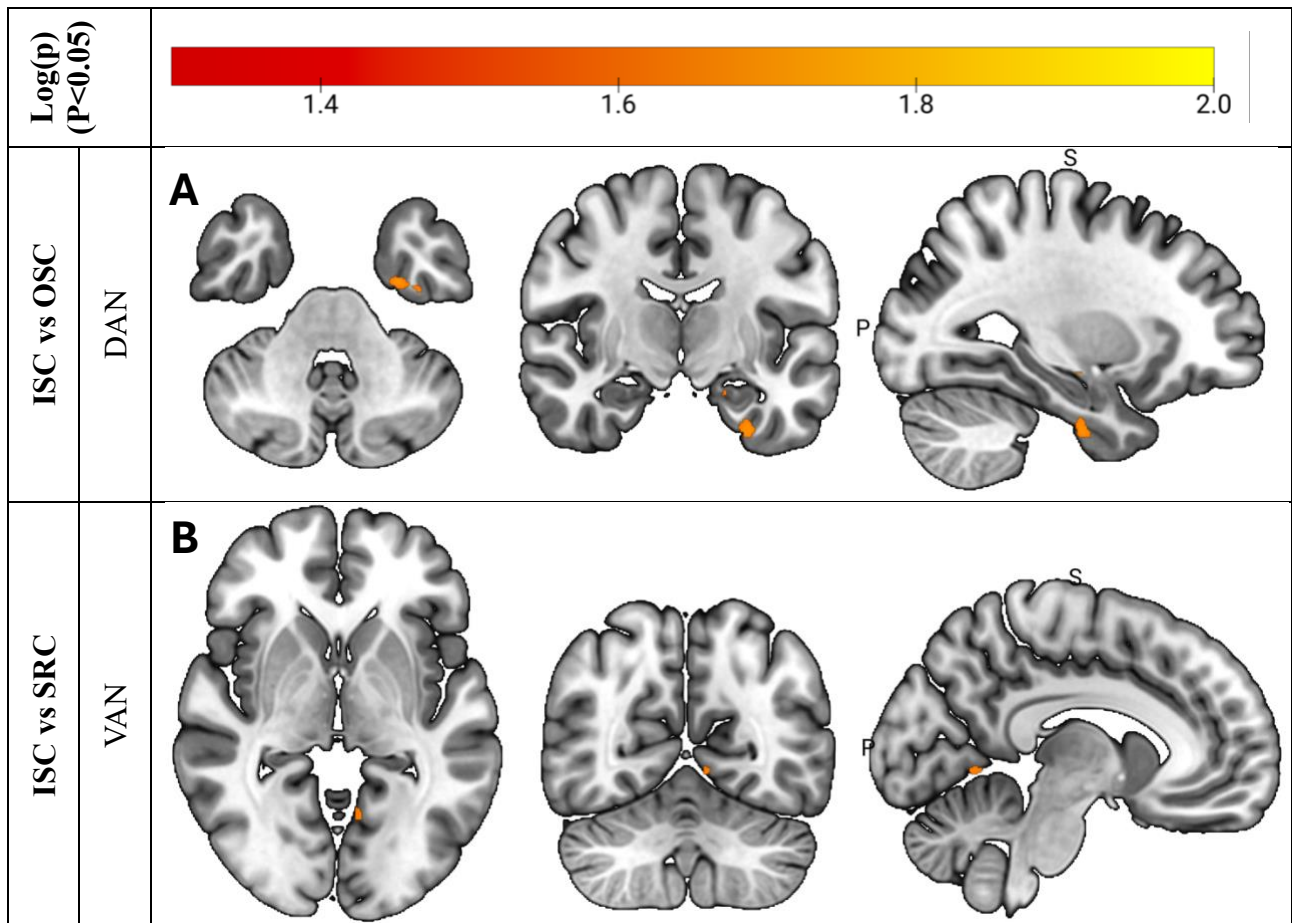 Log(p)
(P<0.05)
1.4
1.6
1.8
2.0
ISC vs OSC
DAN
A
S
P
ISC vs SRC
VAN
B
S
P